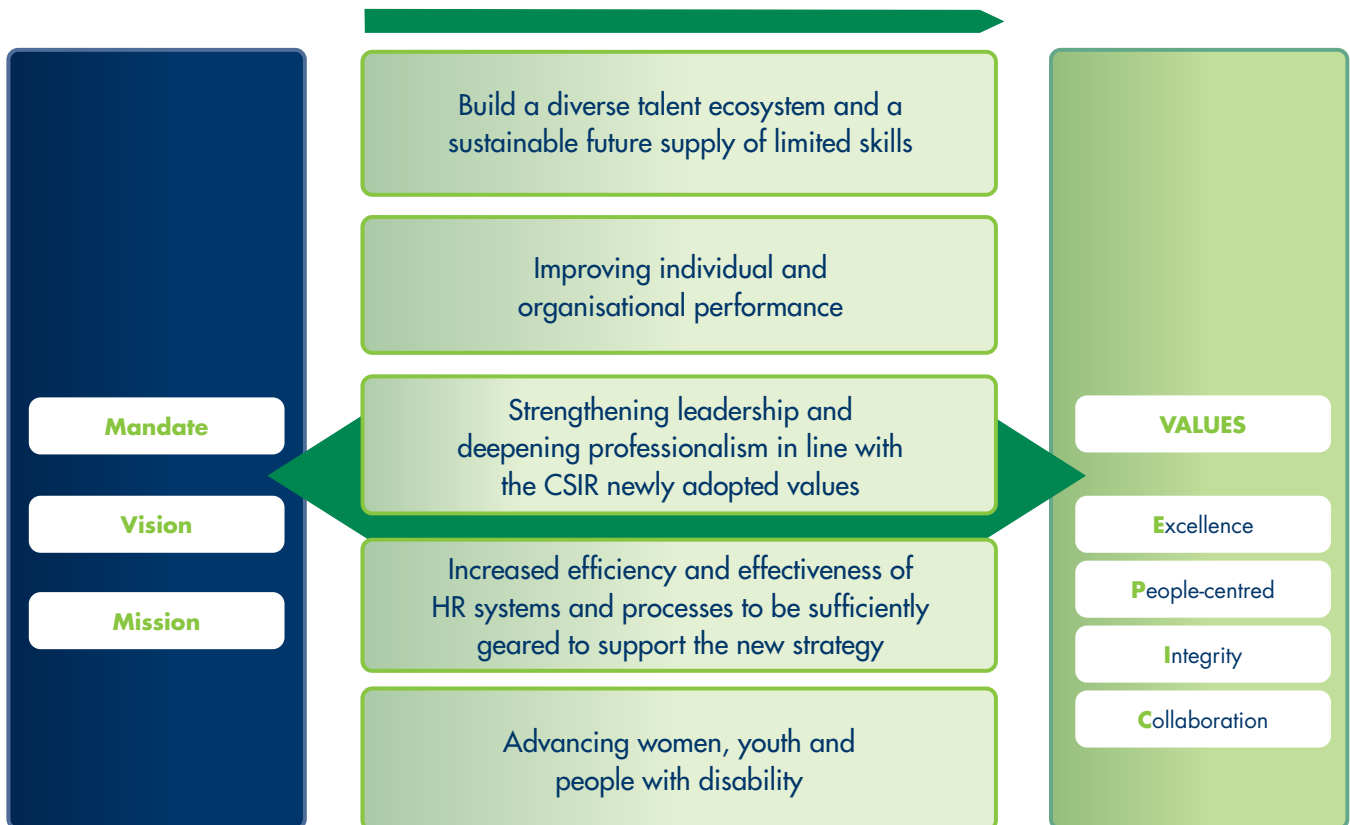 Mandate
Vision
Mission
Build a diverse talent ecosystem and a
sustainable future supply of limited skills
Improving individual and
organisational performance
Strengthening leadership and
deepening professionalism in line with
the CSIR newly adopted values
Increased efficiency and effectiveness of
HR systems and processes to be sufficiently
geared to support the new strategy
Advancing women, youth and
people with disability
VALUES
Excellence
People-centred
Integrity
Collaboration